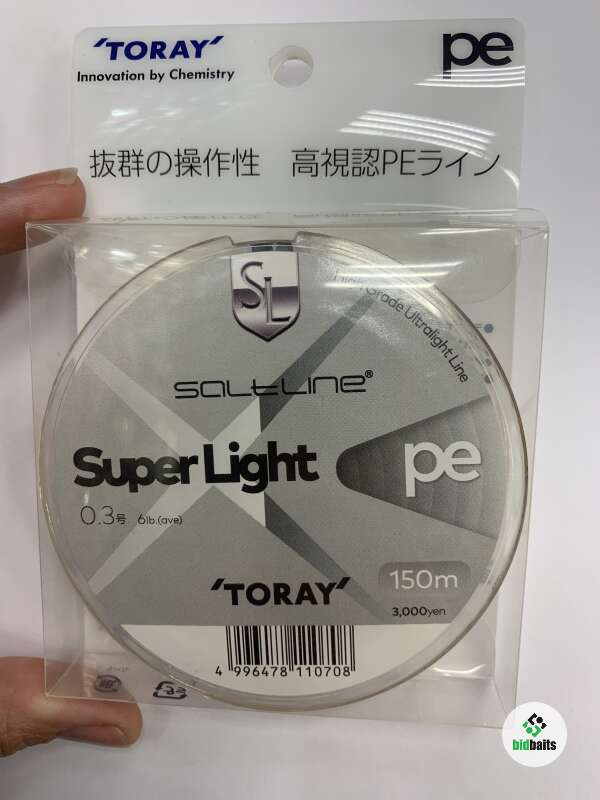 'TORAY'
Innovation by Chemistry
pe
抜群の操作性 高視認PEライン
SL
High Grade Ultralight Line
SALTLINE®
Super Light
pe
0.3号 6lb.(ave)
'TORAY'
150m
3,000yen
4 996478 110708
bidbaits